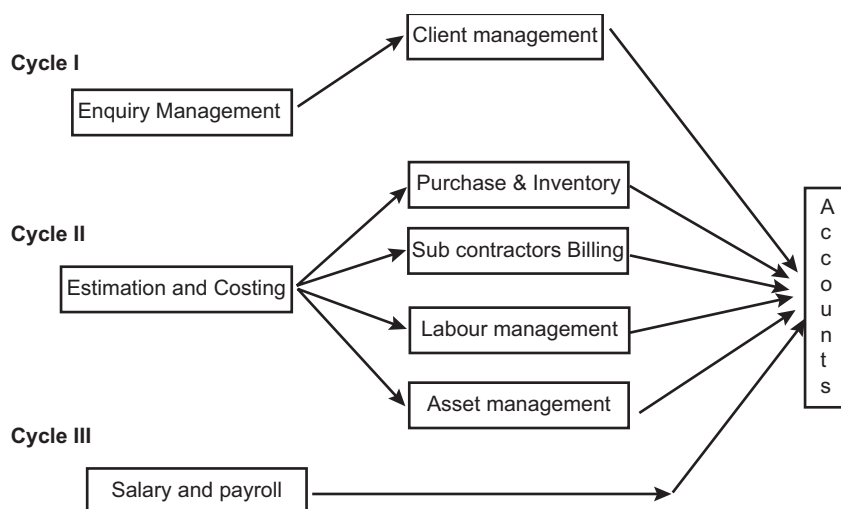 Client management
Cycle I
Enquiry Management
Purchase & Inventory
Cycle II
Sub contractors Billing
Estimation and Costing
Labour management
Asset management
Cycle III
Salary and payroll
Accounts